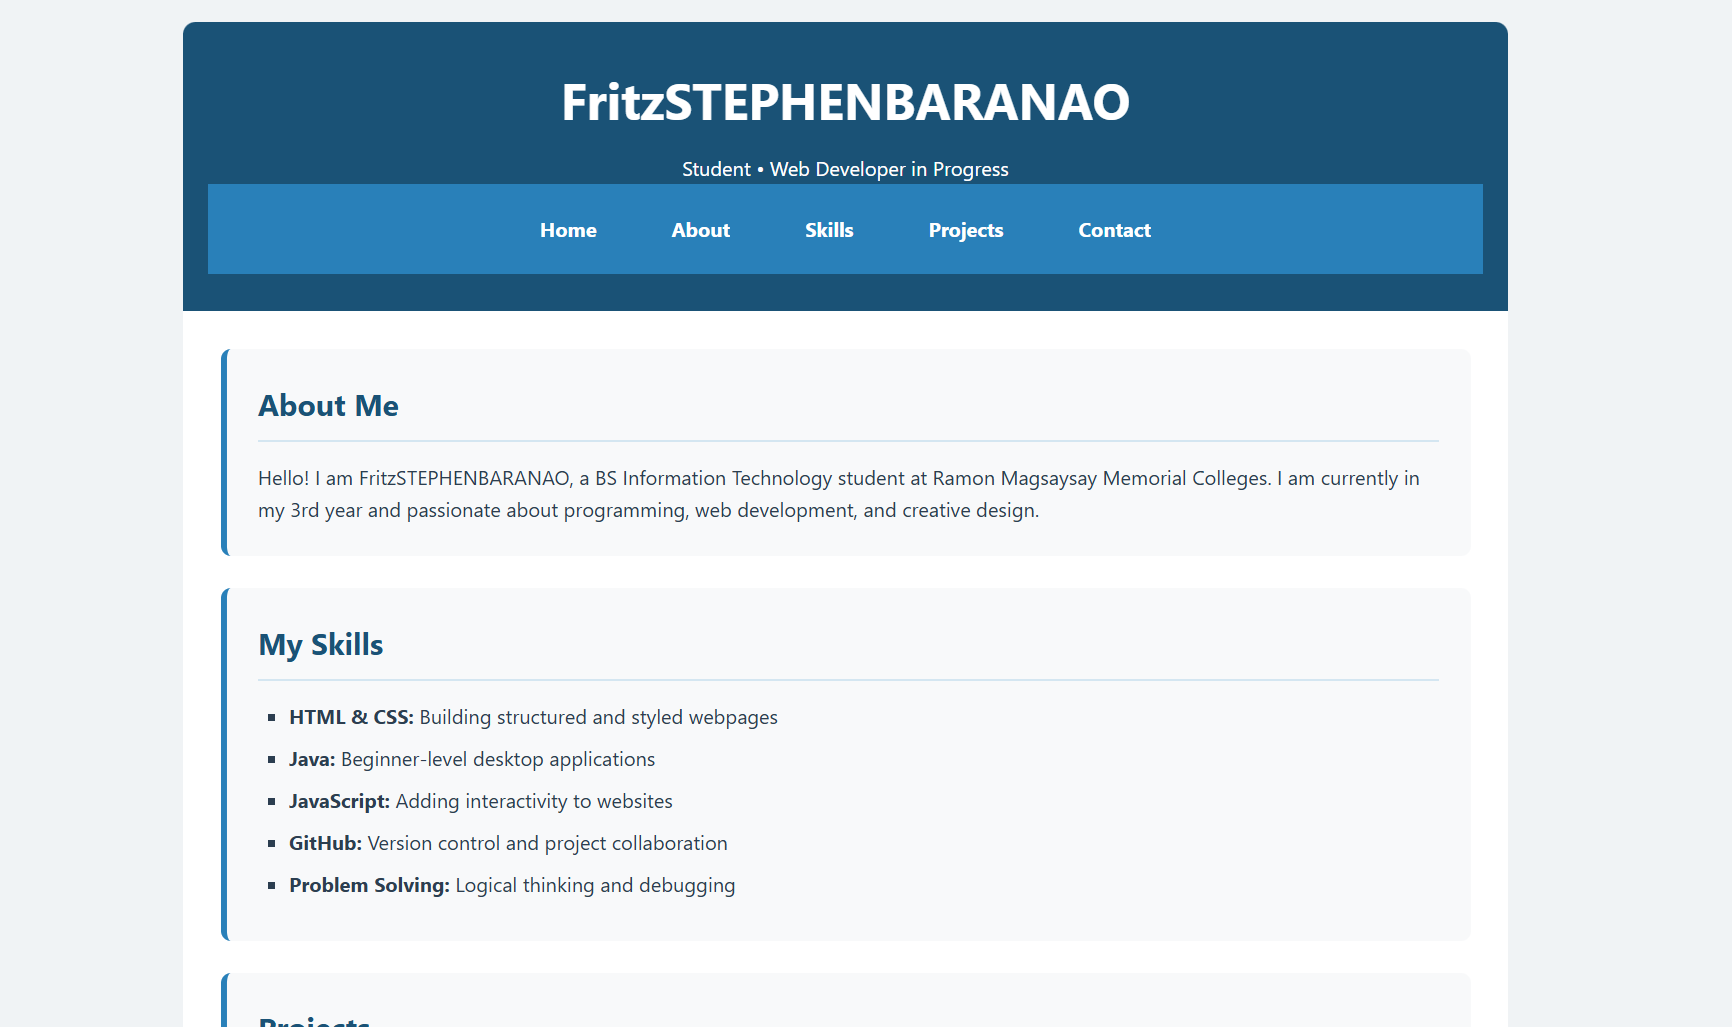 FritzSTEPHENBARANAO
Student • Web Developer in Progress
Home About Skills Projects Contact
About Me
Hello! I am FritzSTEPHENBARANAO, a BS Information Technology student at Ramon Magsaysay Memorial Colleges. I am currently in
my 3rd year and passionate about programming, web development, and creative design.
My Skills
▪ HTML & CSS: Building structured and styled webpages
▪ Java: Beginner-level desktop applications
▪ JavaScript: Adding interactivity to websites
▪ GitHub: Version control and project collaboration
▪ Problem Solving: Logical thinking and debugging
Projects